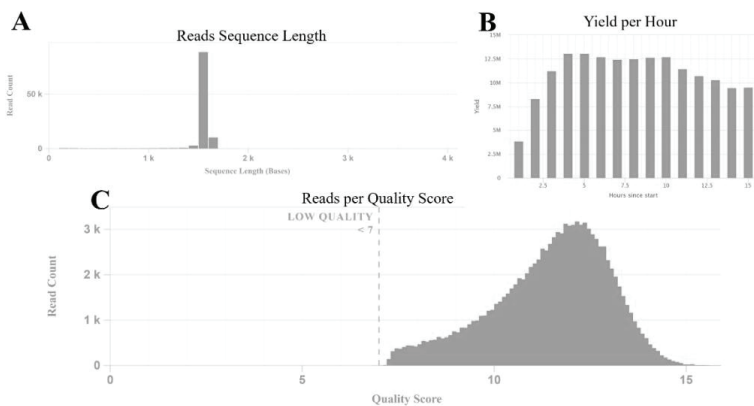 A
Reads Sequence Length
Read Count
50 k
0
1 k
2 k
3 k
4 k
Sequence Length (Bases)
B
Yield per Hour
Yield
15M
12.5M
10M
7.5M
5M
2.5M
0
2.5
5
7.5
10
12.5
15
Hours since start
C
Reads per Quality Score
LOW QUALITY
< 7
Read Count
3 k
2 k
1 k
0
0
5
10
15
Quality Score